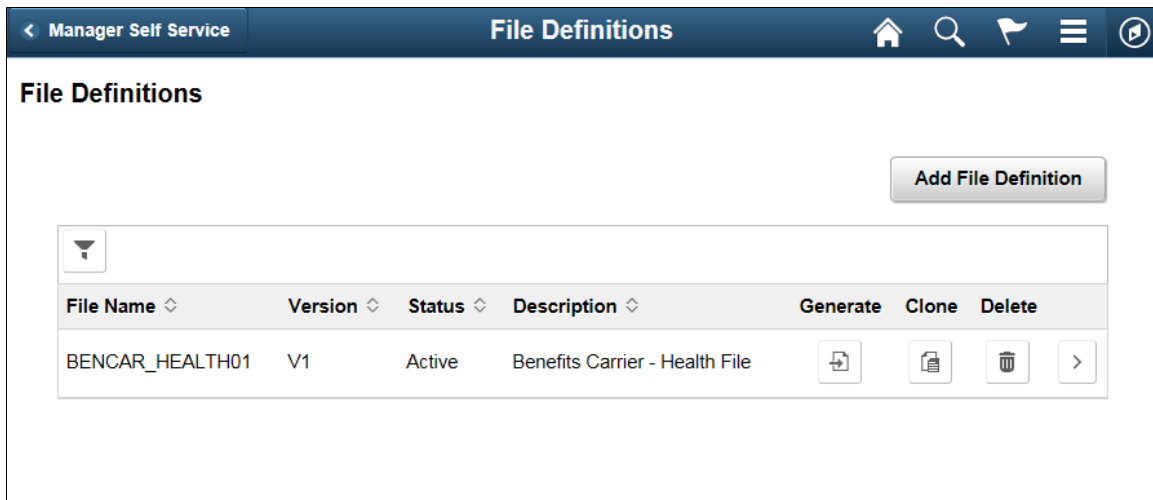 Manager Self Service File Definitions
File Definitions
Add File Definition
File Name Version Status Description Generate Clone Delete
BENCAR_HEALTH01 V1 Active Benefits Carrier - Health File